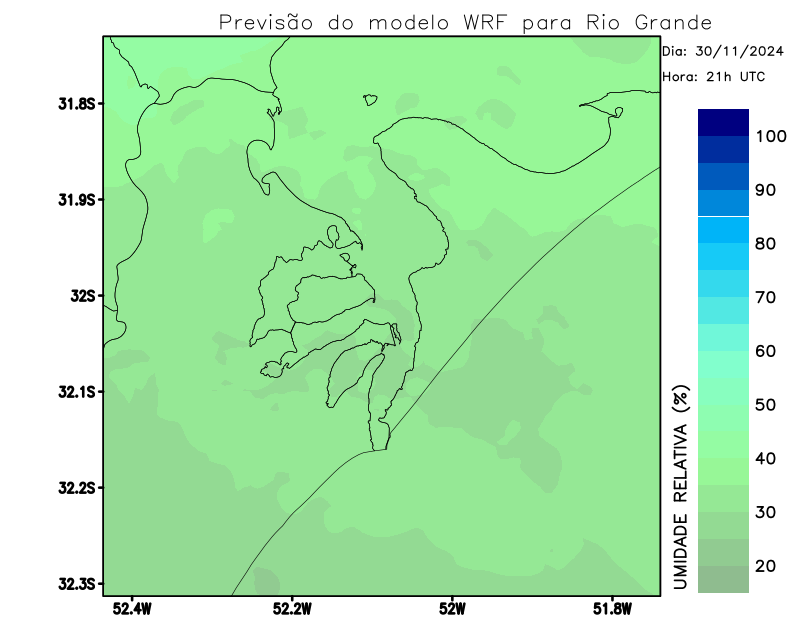 Previsão do modelo WRF para Rio Grande
Dia: 30/11/2024
Hora: 21h UTC
31.8S
31.9S
32S
32.1S
32.2S
32.3S
52.4W
52.2W
52W
51.8W
100
90
80
70
60
50
40
30
20
UMIDADE RELATIVA (%)